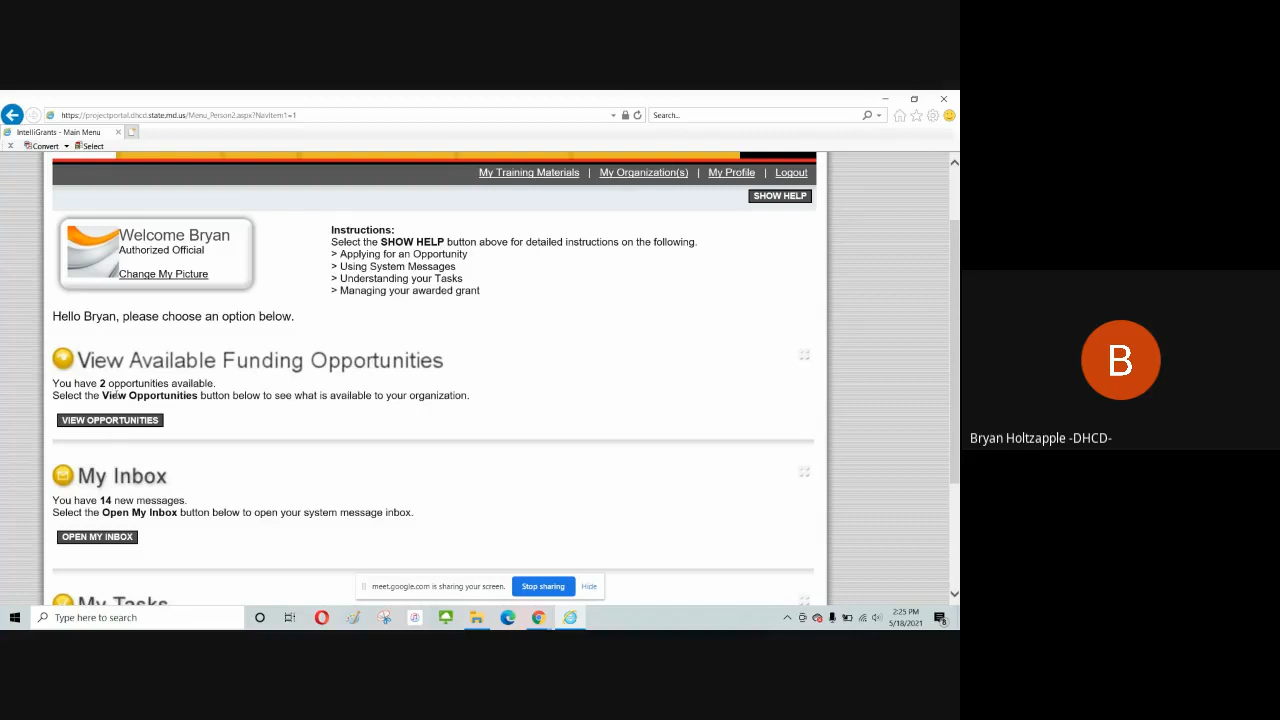 https://projectportal.dhcd.state.md.us/Menu_Person2.aspx?NavItem1=1
Search...
IntelliGrants - Main Menu
Convert
Select
My Training Materials | My Organization(s) | My Profile | Logout
SHOW HELP
Welcome Bryan
Authorized Official
Change My Picture
Instructions:
Select the SHOW HELP button above for detailed instructions on the following.
> Applying for an Opportunity
> Using System Messages
> Understanding your Tasks
> Managing your awarded grant
Hello Bryan, please choose an option below.
View Available Funding Opportunities
You have 2 opportunities available.
Select the View Opportunities button below to see what is available to your organization.
VIEW OPPORTUNITIES
My Inbox
You have 14 new messages.
Select the Open My Inbox button below to open your system message inbox.
OPEN MY INBOX
My Tasks
meet.google.com is sharing your screen.
Stop sharing
Hide
Type here to search
2:25 PM
5/18/2021
8
B
Bryan Holtzapple -DHCD-